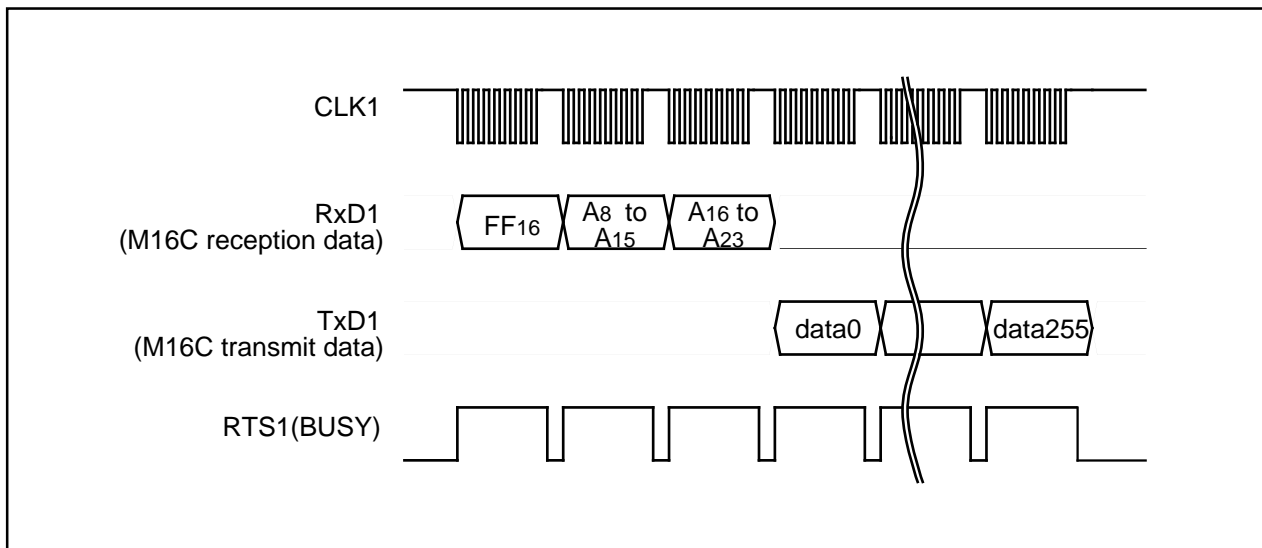 CLK1
RxD1
(M16C reception data)
FF16
A8 to
A15
A16 to
A23
TxD1
(M16C transmit data)
data0
data255
RTS1(BUSY)